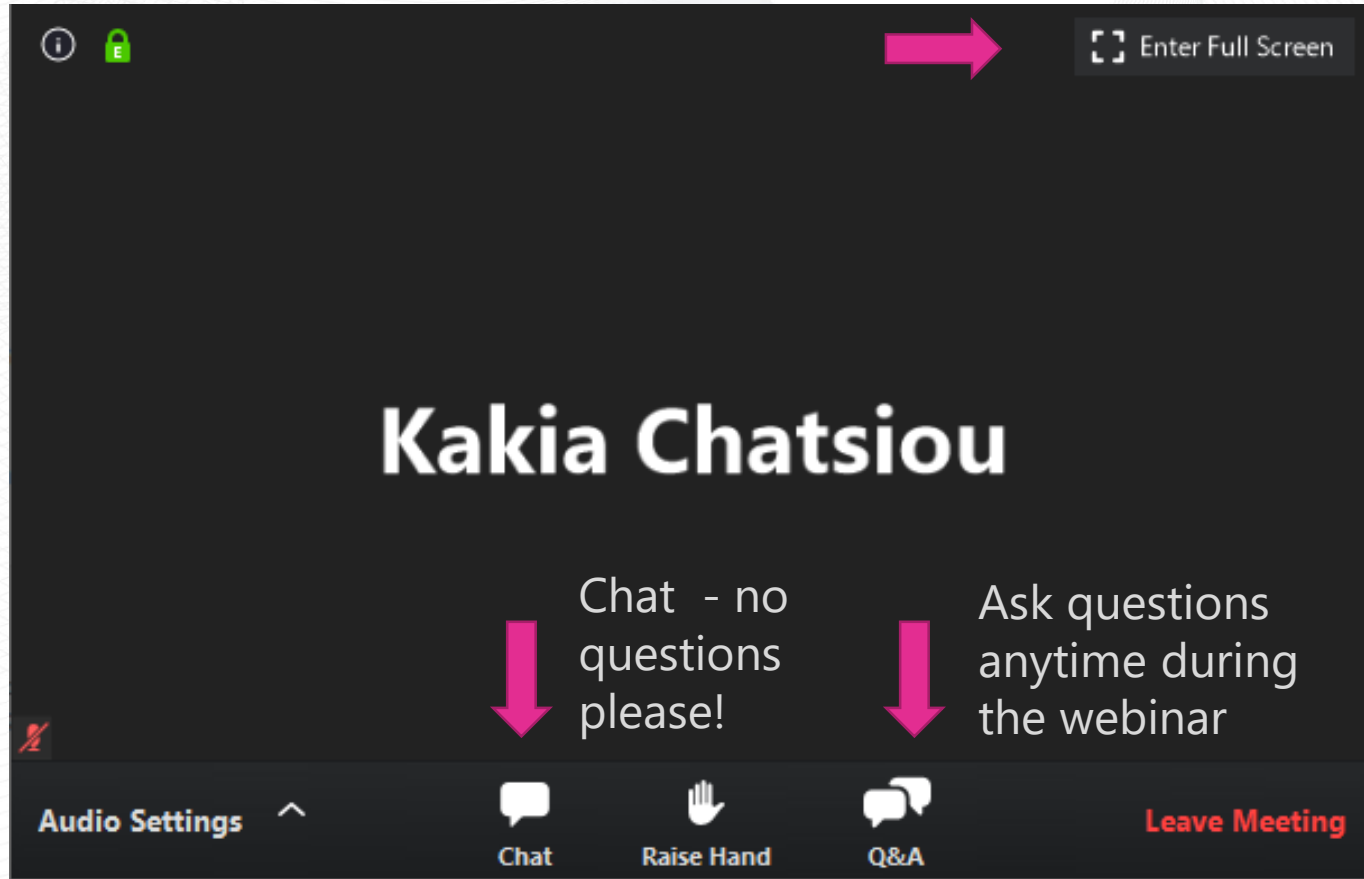 E
Enter Full Screen
Kakia Chatsiou
Chat - no
questions
please!
Ask questions
anytime during
the webinar
Audio Settings
Chat
Raise Hand
Q&A
Leave Meeting